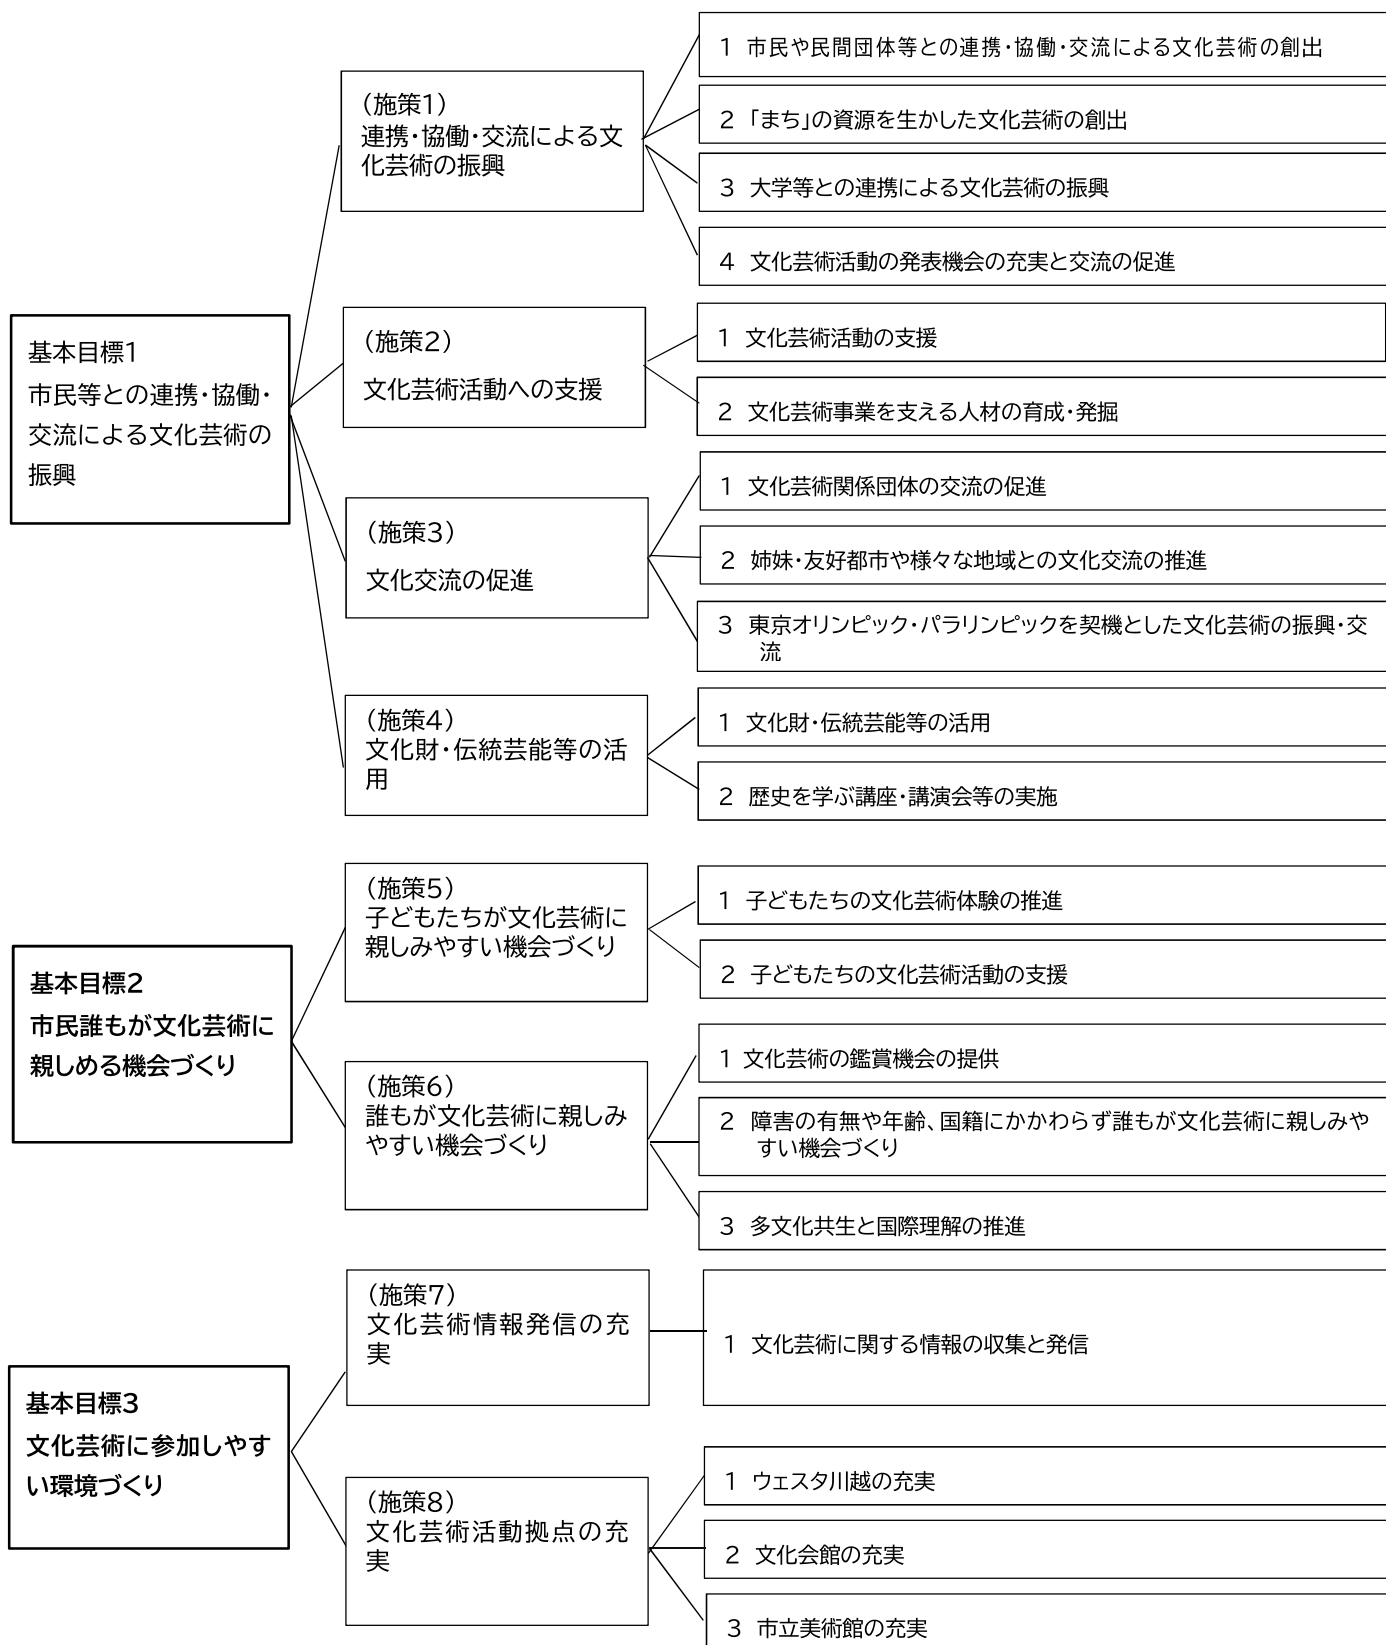 基本目標1
市民等との連携・協働・
交流による文化芸術の
振興
（施策1）
連携・協働・交流による文
化芸術の振興
1 市民や民間団体等との連携・協働・交流による文化芸術の創出
2 「まち」の資源を生かした文化芸術の創出
3 大学等との連携による文化芸術の振興
4 文化芸術活動の発表機会の充実と交流の促進
（施策2）
文化芸術活動への支援
1 文化芸術活動の支援
2 文化芸術事業を支える人材の育成・発掘
（施策3）
文化交流の促進
1 文化芸術関係団体の交流の促進
2 姉妹・友好都市や様々な地域との文化交流の推進
3 東京オリンピック・パラリンピックを契機とした文化芸術の振興・交
流
（施策4）
文化財・伝統芸能等の活
用
1 文化財・伝統芸能等の活用
2 歴史を学ぶ講座・講演会等の実施
基本目標2
市民誰もが文化芸術に
親しめる機会づくり
（施策5）
子どもたちが文化芸術に
親しみやすい機会づくり
1 子どもたちの文化芸術体験の推進
2 子どもたちの文化芸術活動の支援
（施策6）
誰もが文化芸術に親しみ
やすい機会づくり
1 文化芸術の鑑賞機会の提供
2 障害の有無や年齢、国籍にかかわらず誰もが文化芸術に親しみや
すい機会づくり
3 多文化共生と国際理解の推進
基本目標3
文化芸術に参加しやす
い環境づくり
（施策7）
文化芸術情報発信の充
実
1 文化芸術に関する情報の収集と発信
（施策8）
文化芸術活動拠点の充
実
1 ウェスタ川越の充実
2 文化会館の充実
3 市立美術館の充実